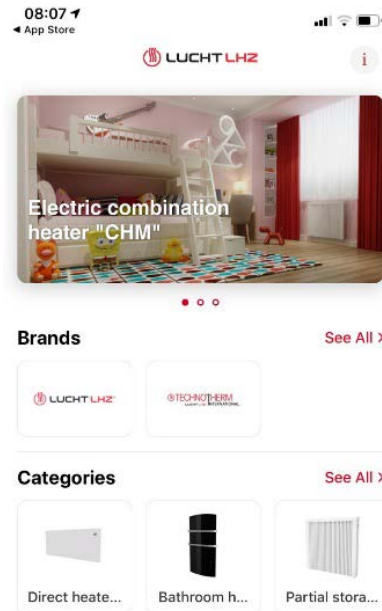 08:07
App Store
LUCHT LHZ
i
Electric combination
heater "CHM"
Brands
See All
LUCHT LHZ
TECHNOTHERM
INTERNATIONAL
Categories
See All
Direct heate...
Bathroom h...
Partial stora...